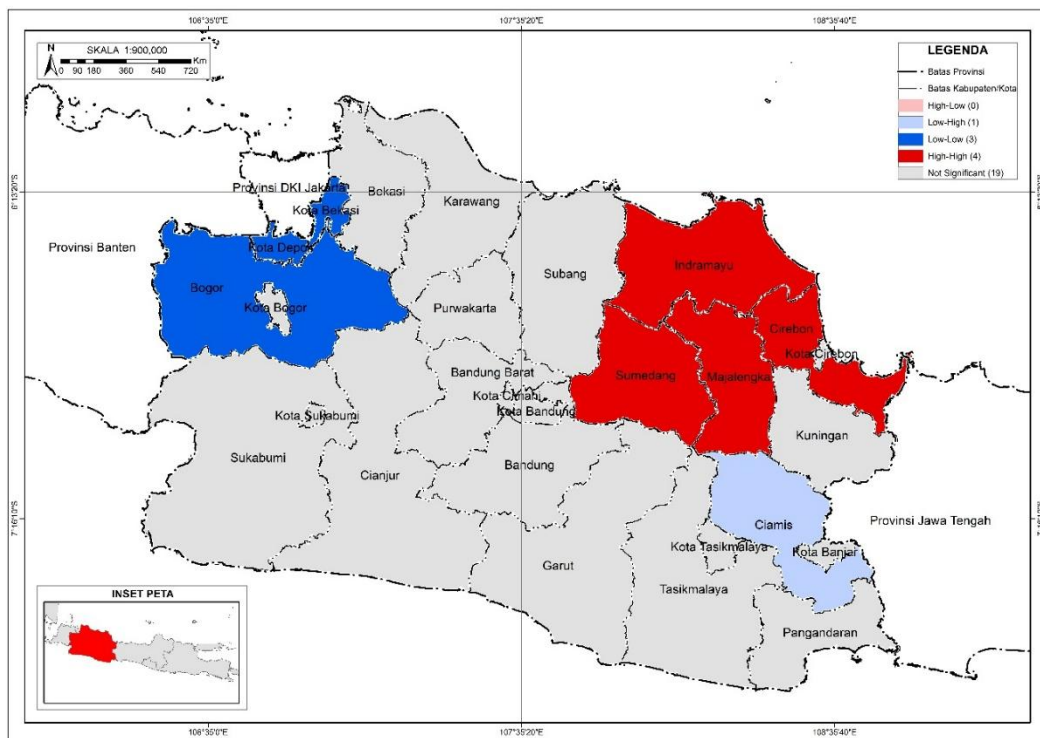 106°35'0"E
107°35'20"E
108°35'40"E
N
SKALA 1:900,000
Km
0 90 180 360 540 720
LEGENDA
Batas Provinsi
Batas Kabupaten/Kota
High-Low (0)
Low-High (1)
Low-Low (3)
High-High (4)
Not Significant (19)
6°13'20"S
6°13'20"S
Provinsi DKI Jakarta
Bekasi
Karawang
Kota Bekasi
Provinsi Banten
Kota Depok
Subang
Indramayu
Bogor
Kota Bogor
Purwakarta
Cirebon
Kota Cirebon
Bandung Barat
Sumedang
Majalengka
Kota Cimahi
Kota Bandung
Kota Sukabumi
Kuningan
Sukabumi
Cianjur
Bandung
7°16'10"S
Ciamis
Provinsi Jawa Tengah
Kota Tasikmalaya
Kota Banjar
Garut
Tasikmalaya
Pangandaran
INSET PETA
106°35'0"E
107°35'20"E
108°35'40"E